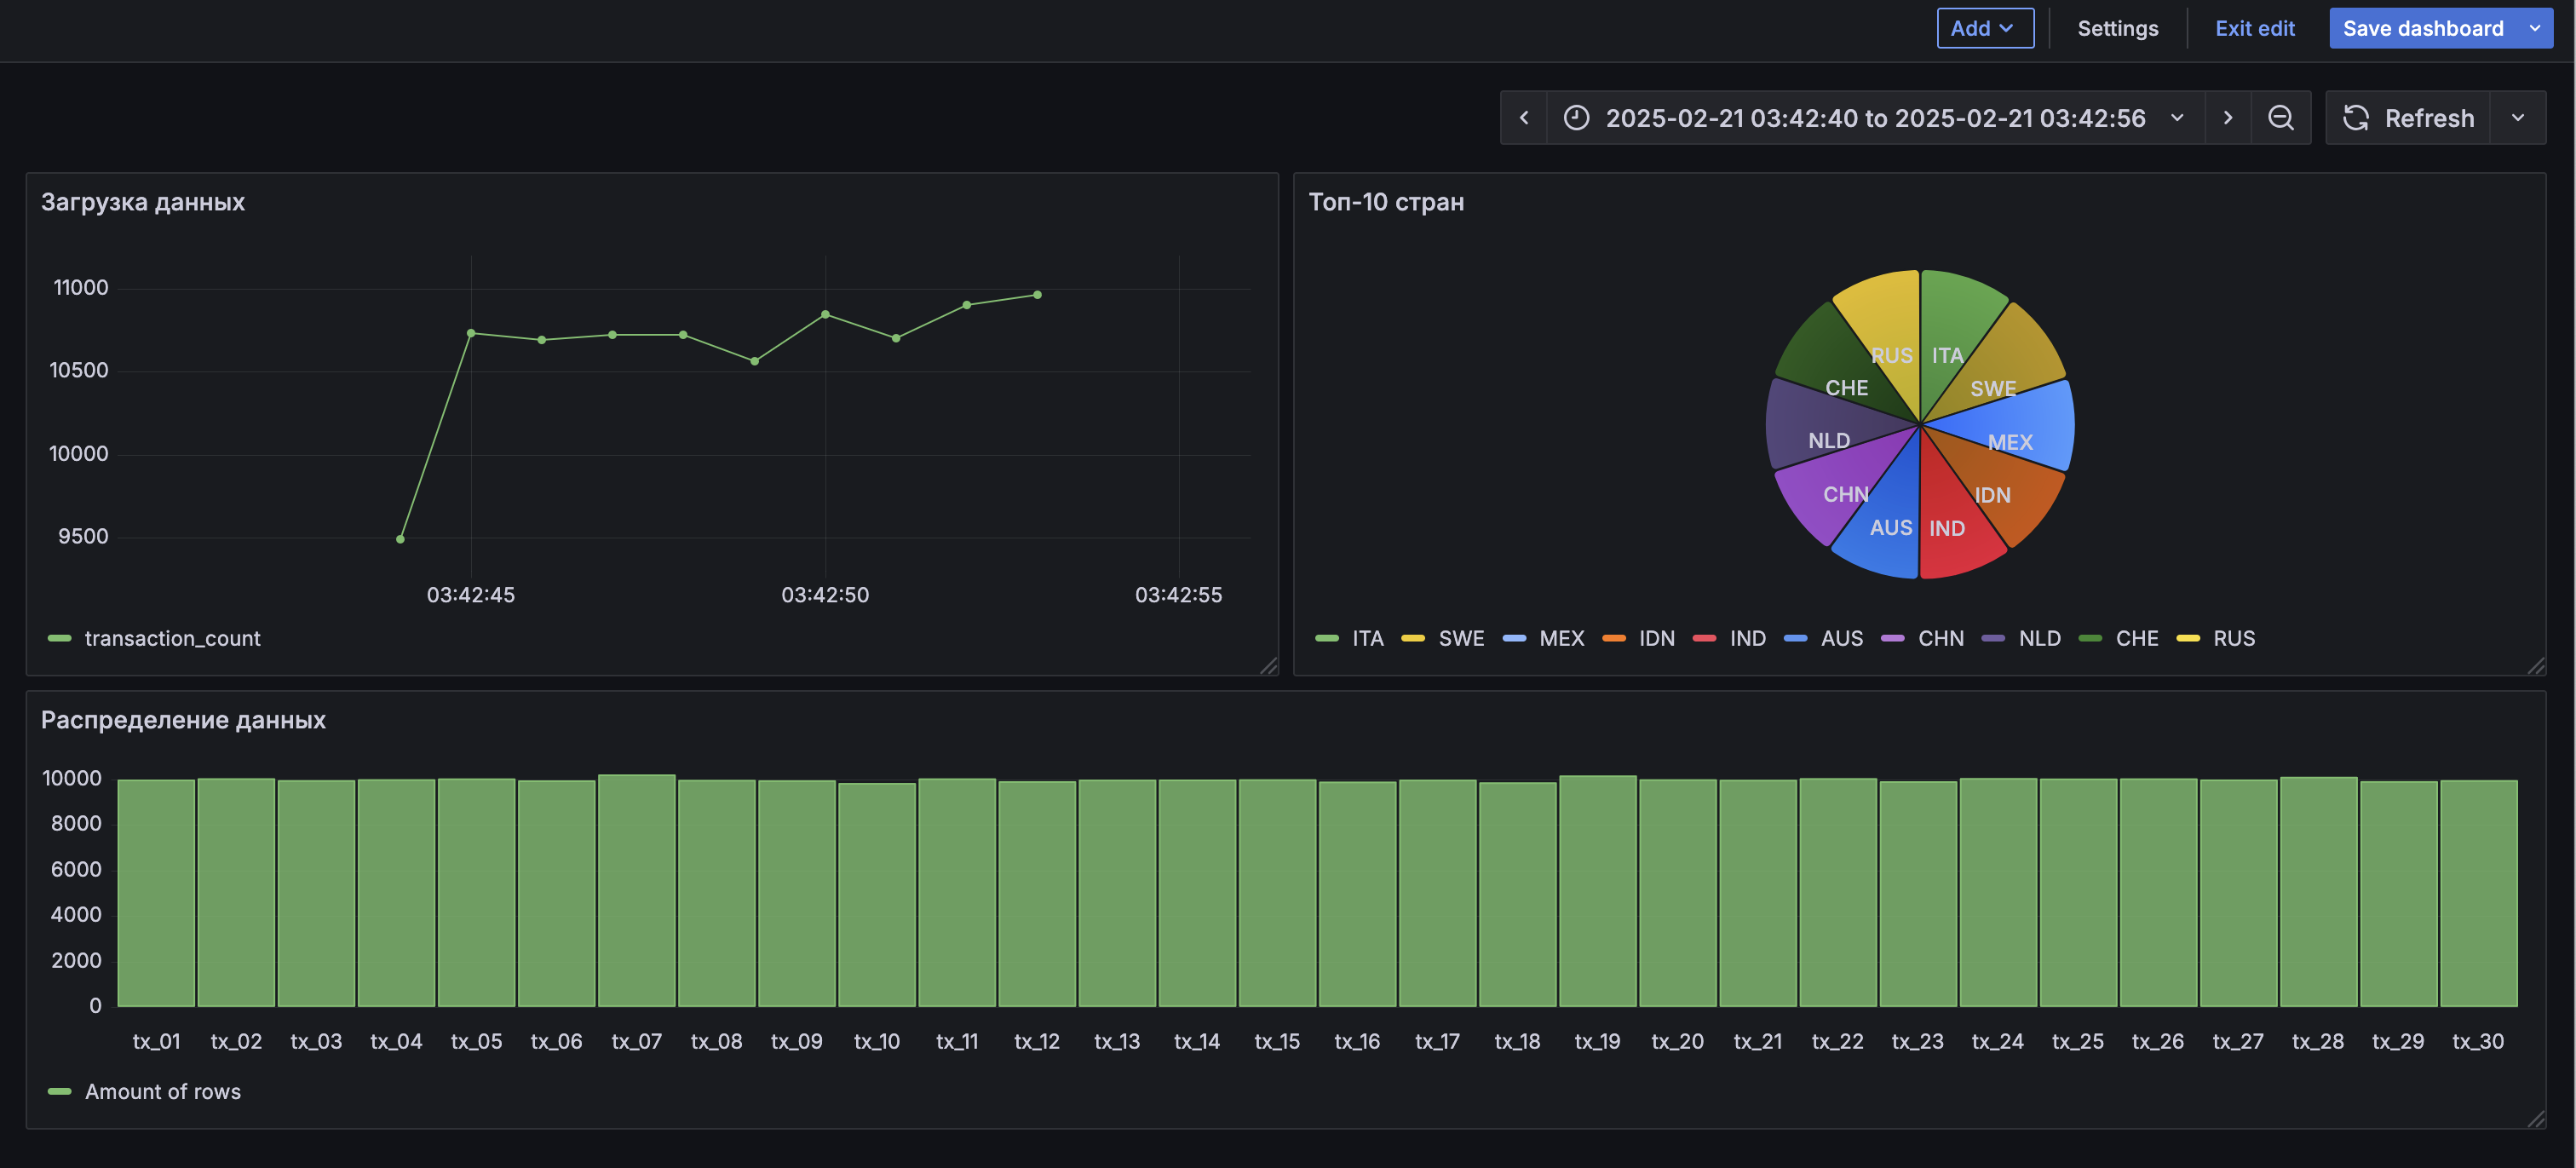 Add Settings Exit edit Save dashboard
2025-02-21 03:42:40 to 2025-02-21 03:42:56 Refresh
Загрузка данных
11000
10500
10000
9500
03:42:45 03:42:50 03:42:55
transaction_count
Топ-10 стран
RUS ITA
CHE SWE
NLD MEX
CHN IDN
AUS IND
ITA SWE MEX IDN IND AUS CHN NLD CHE RUS
Распределение данных
10000
8000
6000
4000
2000
0
tx_01 tx_02 tx_03 tx_04 tx_05 tx_06 tx_07 tx_08 tx_09 tx_10 tx_11 tx_12 tx_13 tx_14 tx_15 tx_16 tx_17 tx_18 tx_19 tx_20 tx_21 tx_22 tx_23 tx_24 tx_25 tx_26 tx_27 tx_28 tx_29 tx_30
Amount of rows